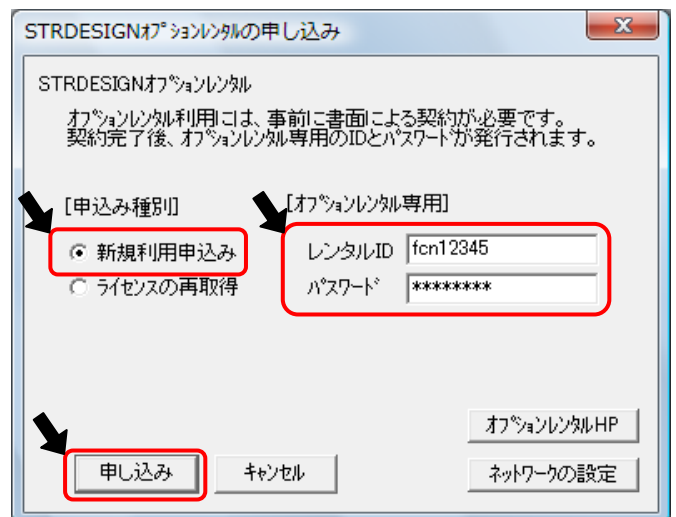 STRDESIGNｵﾌﾟｼｮﾝﾚﾝﾀﾙの申し込み
STRDESIGNｵﾌﾟｼｮﾝﾚﾝﾀﾙ
ｵﾌﾟｼｮﾝﾚﾝﾀﾙ利用には、事前に書面による契約が必要です。
契約完了後、ｵﾌﾟｼｮﾝﾚﾝﾀﾙ専用のIDとﾊﾟｽﾜｰﾄﾞが発行されます。
[申込み種別]
新規利用申込み
ﾗｲｾﾝｽの再取得
[ｵﾌﾟｼｮﾝﾚﾝﾀﾙ専用]
レンタルID fcn12345
ﾊﾟｽﾜｰﾄﾞ ********
ｵﾌﾟｼｮﾝﾚﾝﾀﾙHP
申し込み ｷｬﾝｾﾙ ﾈｯﾄﾜｰｸの設定